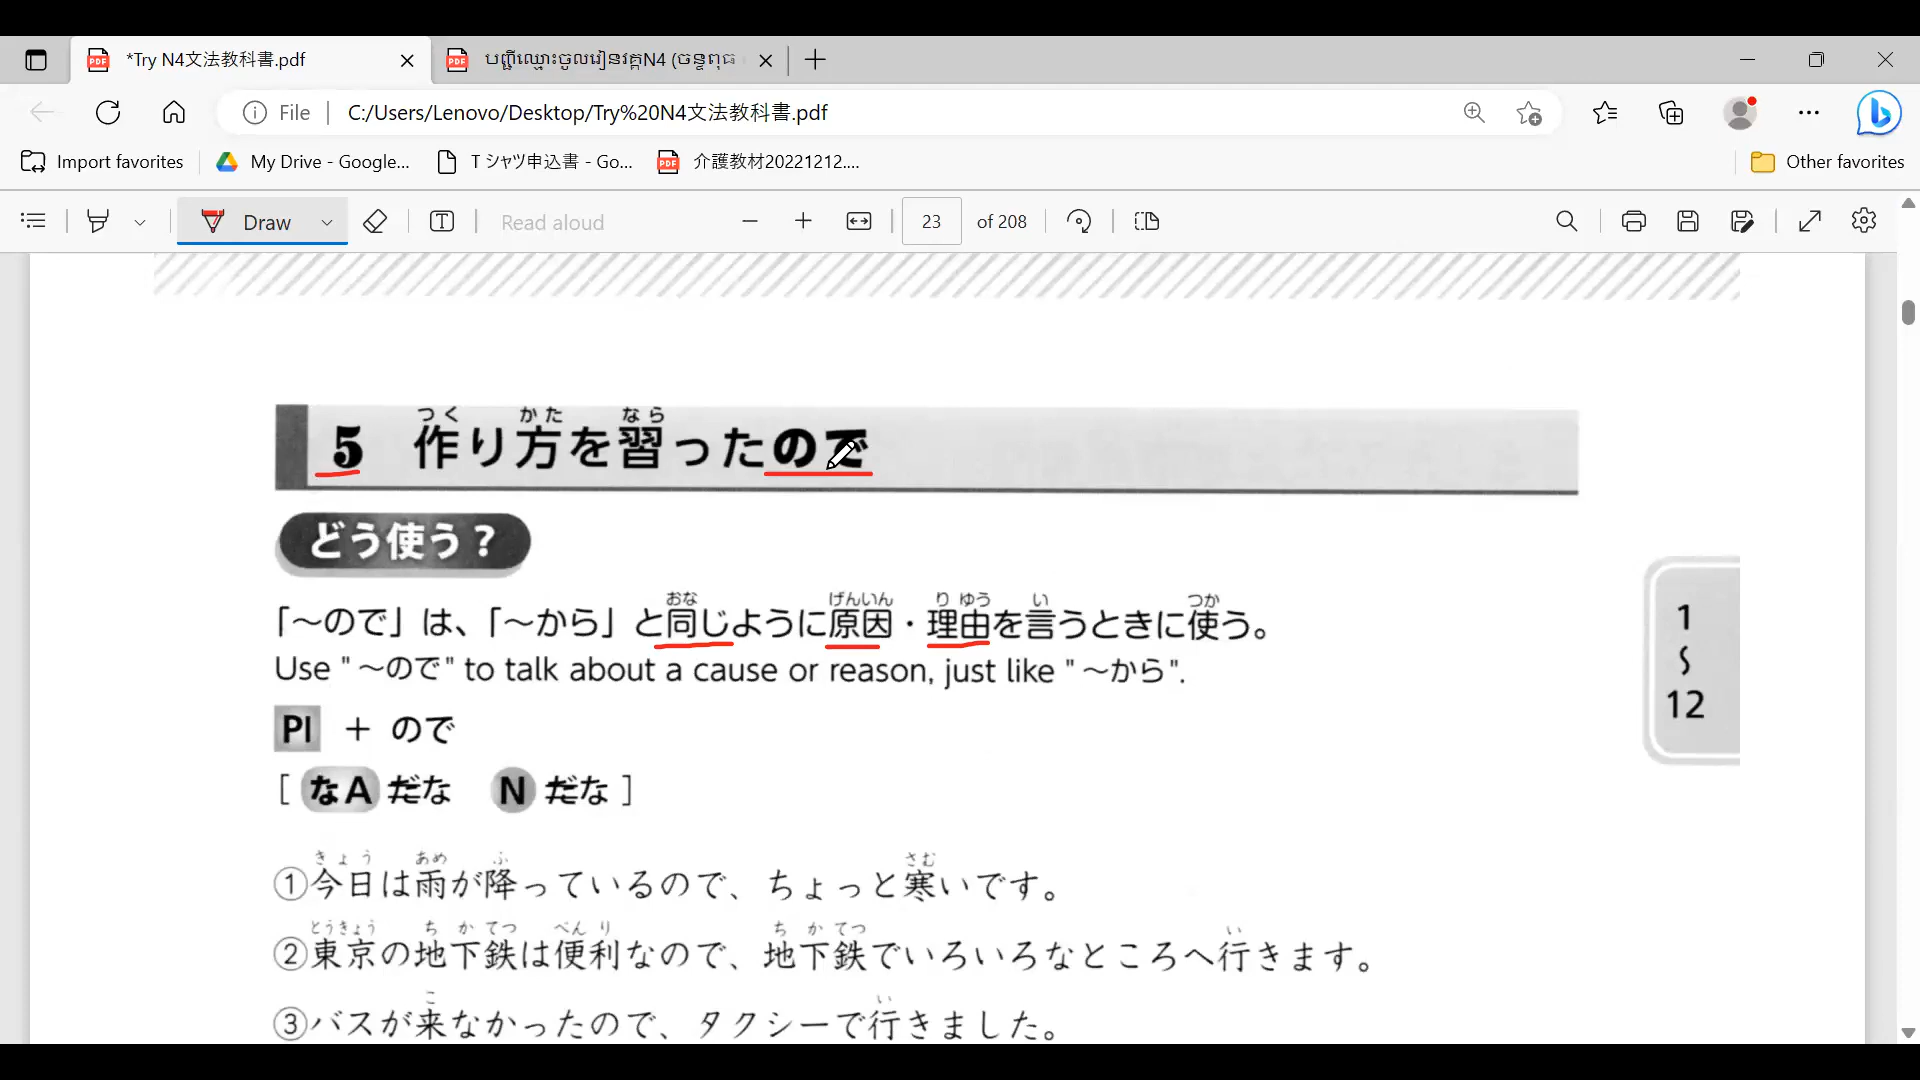 *Try N4文法教科書.pdf
បញ្ជីឈ្មោះចូលរៀនវគ្គN4 (ចន្ទពុធ
File
C:/Users/Lenovo/Desktop/Try%20N4文法教科書.pdf
Import favorites
My Drive - Google...
T シャツ申込書 - Go...
介護教材20221212....
Other favorites
Draw
Read aloud
23
of 208
つく かた なら
5 作り方を習ったので
どう使う？
おな げんいん りゆう い つか
「～ので」は、「～から」と同じように原因・理由を言うときに使う。
Use "～ので" to talk about a cause or reason, just like "～から".
Pl + ので
[ なA だな N だな ]
きょう あめ ふ さむ
①今日は雨が降っているので、ちょっと寒いです。
とうきょう ちかてつ べんり ちかてつ い
②東京の地下鉄は便利なので、地下鉄でいろいろなところへ行きます。
こ い
③バスが来なかったので、タクシーで行きました。
1
～
12